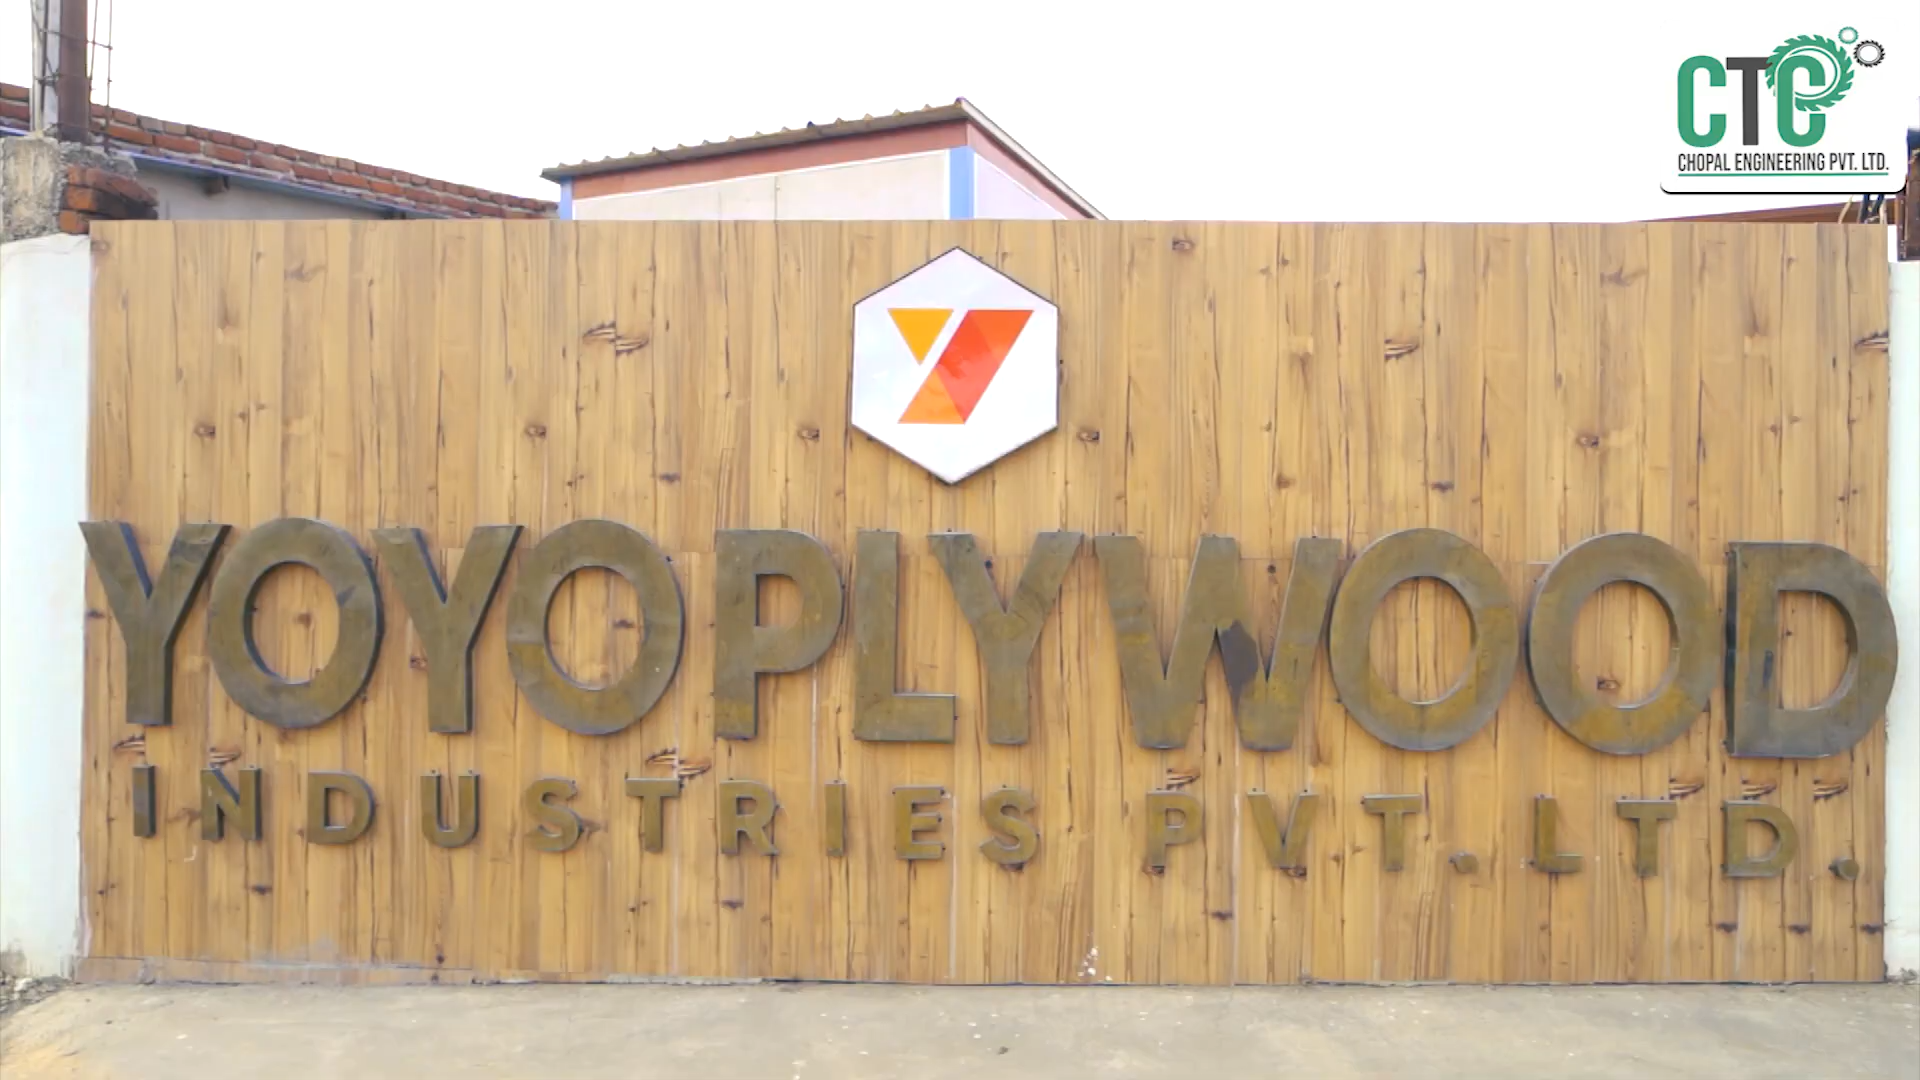 CTC
CHOPAL ENGINEERING PVT. LTD.
YOYOPLYWOOD
INDUSTRIES PVT. LTD.